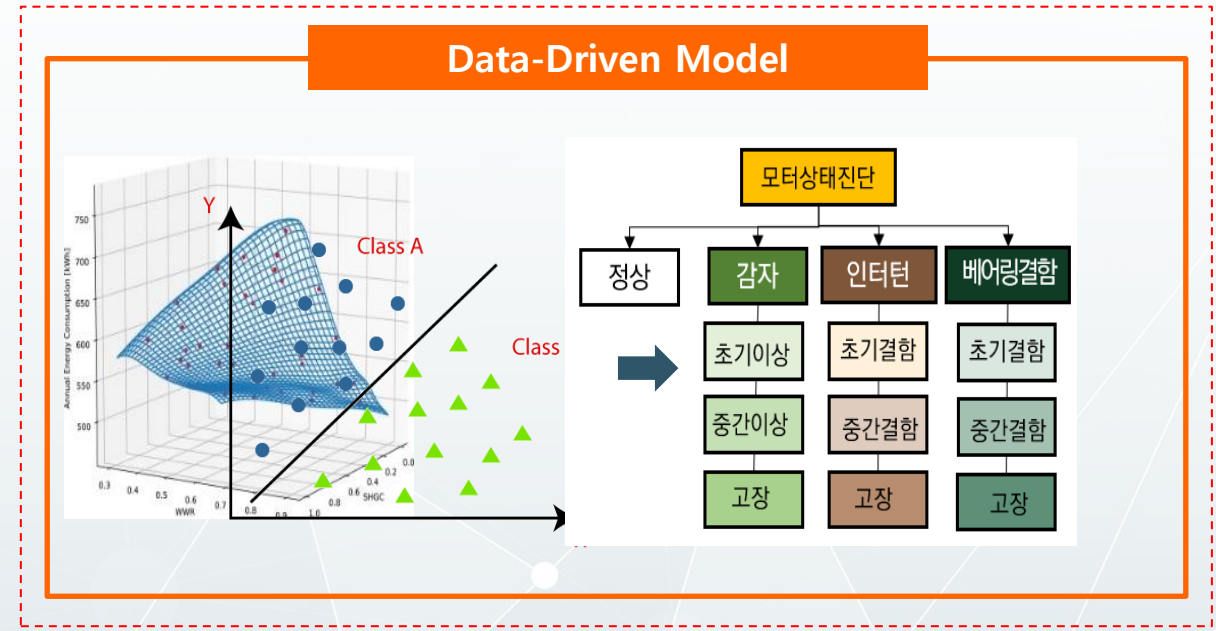 Data-Driven Model
Y
Class A
Class
Annual Energy Consumption [kWh]
750
700
650
600
550
500
0.3
0.4
0.5
0.6
0.7
0.8
0.9
WWR
1.0
0.8
0.6
0.4
0.2
0.0
SHGC
모터상태진단
정상
감자
인터턴
베어링결함
초기이상
초기결함
초기결함
중간이상
중간결함
중간결함
고장
고장
고장